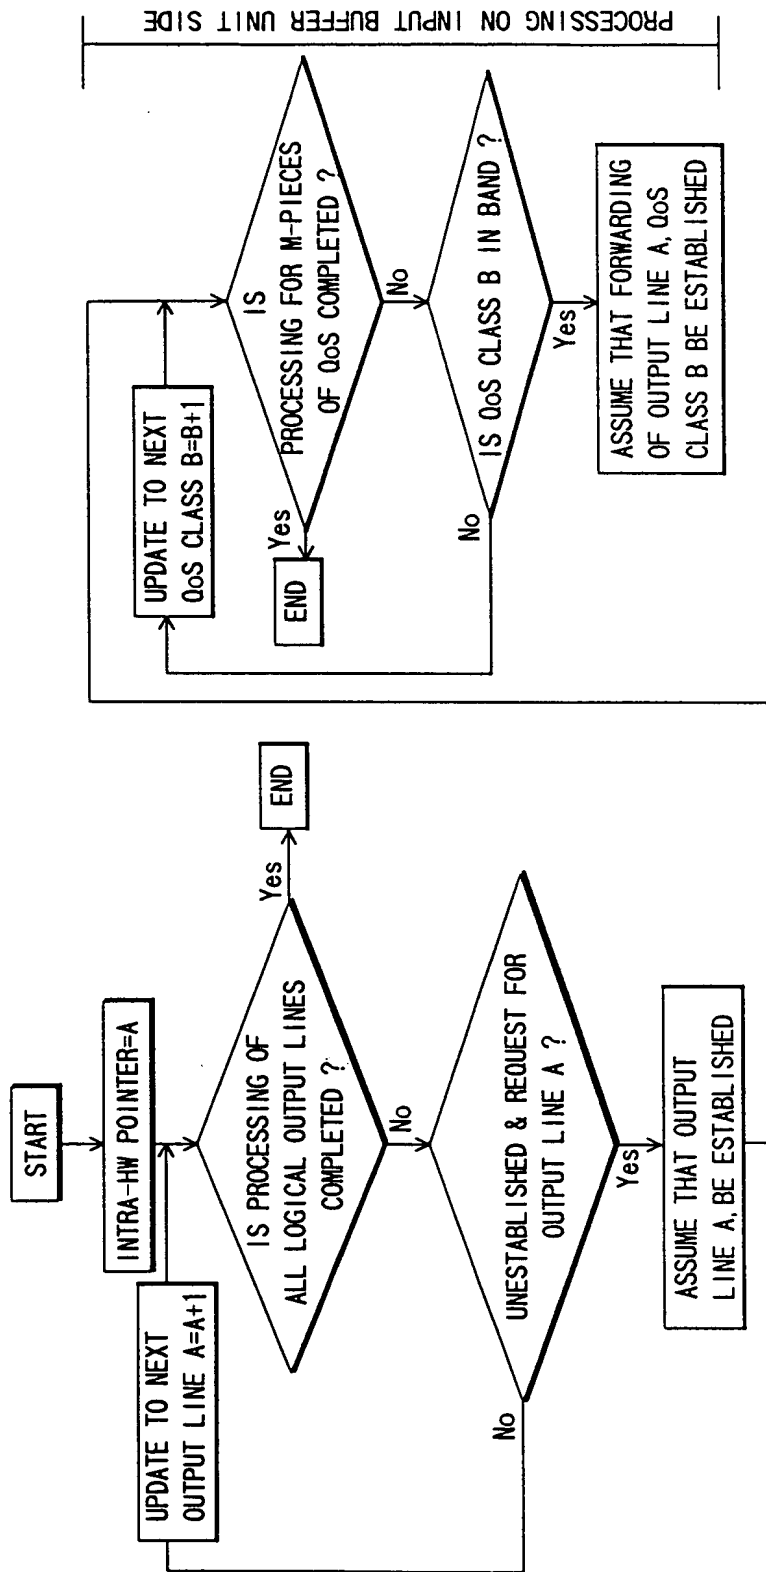 START
INTRA-HW POINTER=A
UPDATE TO NEXT
OUTPUT LINE A=A+1
IS PROCESSING OF
ALL LOGICAL OUTPUT LINES
COMPLETED ?
Yes
END
No
UNESTABLISHED & REQUEST FOR
OUTPUT LINE A ?
No
Yes
ASSUME THAT OUTPUT
LINE A, BE ESTABLISHED
UPDATE TO NEXT
QoS CLASS B=B+1
IS
PROCESSING FOR M-PIECES
OF QoS COMPLETED ?
Yes
END
No
IS QoS CLASS B IN BAND ?
No
Yes
ASSUME THAT FORWARDING
OF OUTPUT LINE A, QoS
CLASS B BE ESTABLISHED
PROCESSING ON INPUT BUFFER UNIT SIDE